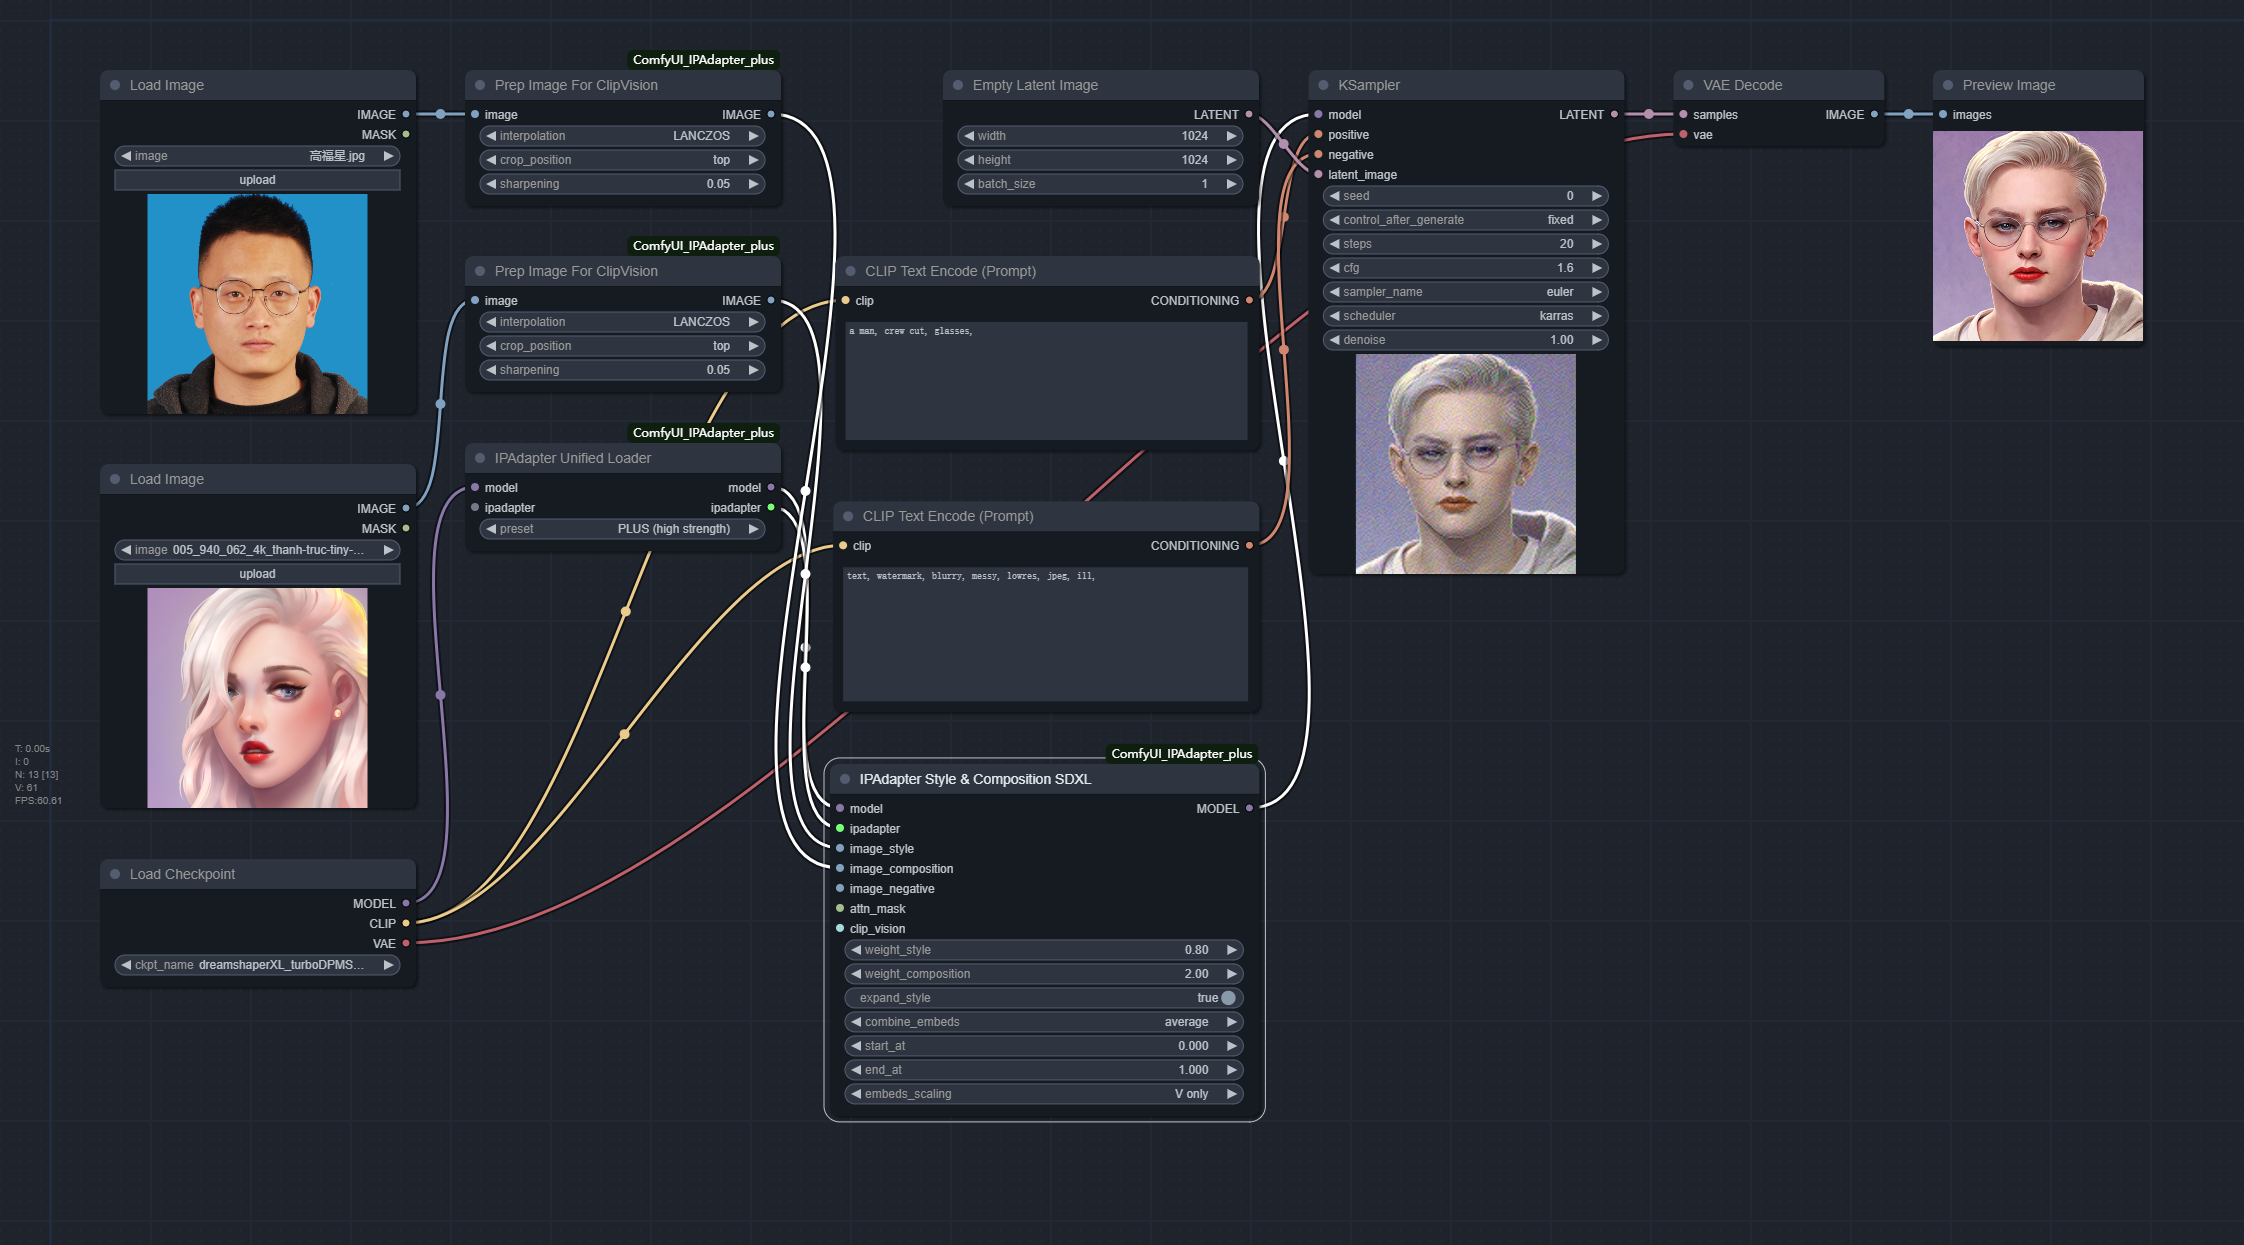 ComfyUI_IPAdapter_plus
Load Image
IMAGE
MASK
image 高福星.jpg
upload
Prep Image For ClipVision
image IMAGE
interpolation LANCZOS
crop_position top
sharpening 0.05
Empty Latent Image
LATENT
width 1024
height 1024
batch_size 1
KSampler
model LATENT
positive
negative
latent_image
seed 0
control_after_generate fixed
steps 20
cfg 1.6
sampler_name euler
scheduler karras
denoise 1.00
VAE Decode
samples IMAGE
vae
Preview Image
images
ComfyUI_IPAdapter_plus
Prep Image For ClipVision
image IMAGE
interpolation LANCZOS
crop_position top
sharpening 0.05
CLIP Text Encode (Prompt)
clip CONDITIONING
a man, crew cut, glasses,
ComfyUI_IPAdapter_plus
IPAdapter Unified Loader
model model
ipadapter ipadapter
preset PLUS (high strength)
Load Image
IMAGE
MASK
image 005_940_062_4k_thanh-truc-tiny-...
upload
CLIP Text Encode (Prompt)
clip CONDITIONING
text, watermark, blurry, messy, lowres, jpeg, ill,
T: 0.00s
I: 0
N: 13 [13]
V: 61
FPS:60.61
ComfyUI_IPAdapter_plus
IPAdapter Style & Composition SDXL
model MODEL
ipadapter
image_style
image_composition
image_negative
attn_mask
clip_vision
weight_style 0.80
weight_composition 2.00
expand_style true
combine_embeds average
start_at 0.000
end_at 1.000
embeds_scaling V only
Load Checkpoint
MODEL
CLIP
VAE
ckpt_name dreamshaperXL_turboDPMS...